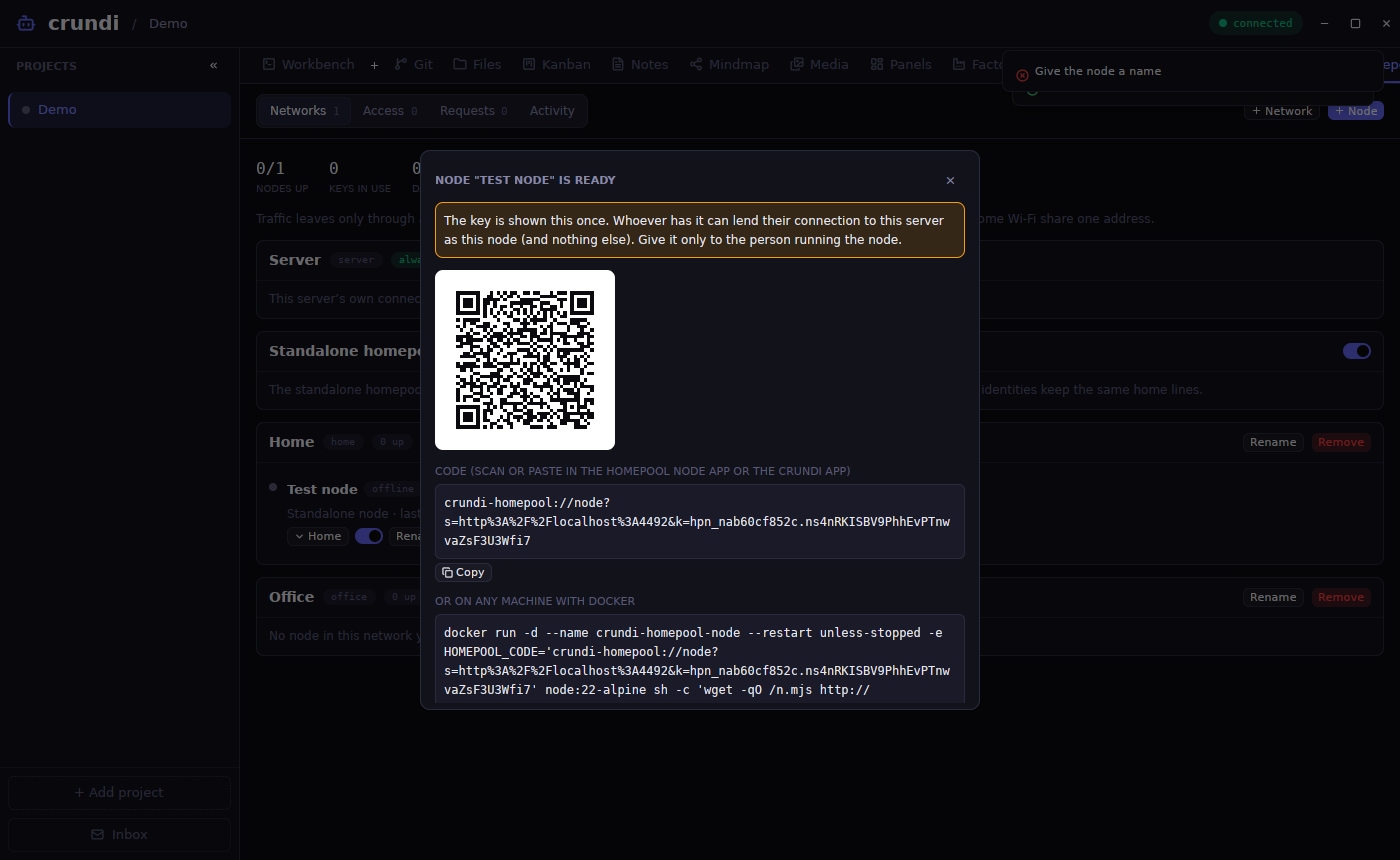 crundi / Demo
connected
PROJECTS
Demo
+ Add project
Inbox
Workbench + Git Files Kanban Notes Mindmap Media Panels
Give the node a name
Networks 1 Access 0 Requests 0 Activity
+ Network + Node
0/1 0
NODES UP KEYS IN USE
Traffic leaves only through
Wi-Fi share one address.
Server server
This server's own
Standalone
The standalone
identities keep the same home lines.
Home home 0 up
Rename Remove
Test node offline
Standalone node ·
Home
Office office 0 up
Rename Remove
No node in this network
NODE "TEST NODE" IS READY
The key is shown this once. Whoever has it can lend their connection to this server
as this node (and nothing else). Give it only to the person running the node.
CODE (SCAN OR PASTE IN THE HOMEPOOL NODE APP OR THE CRUNDI APP)
crundi-homepool://node?
s=http%3A%2F%2Flocalhost%3A4492&k=hpn_nab60cf852c.ns4nRKISBV9PhhEvPTnw
vaZsF3U3Wfi7
Copy
OR ON ANY MACHINE WITH DOCKER
docker run -d --name crundi-homepool-node --restart unless-stopped -e
HOMEPOOL_CODE='crundi-homepool://node?
s=http%3A%2F%2Flocalhost%3A4492&k=hpn_nab60cf852c.ns4nRKISBV9PhhEvPTnw
vaZsF3U3Wfi7' node:22-alpine sh -c 'wget -qO /n.mjs http://